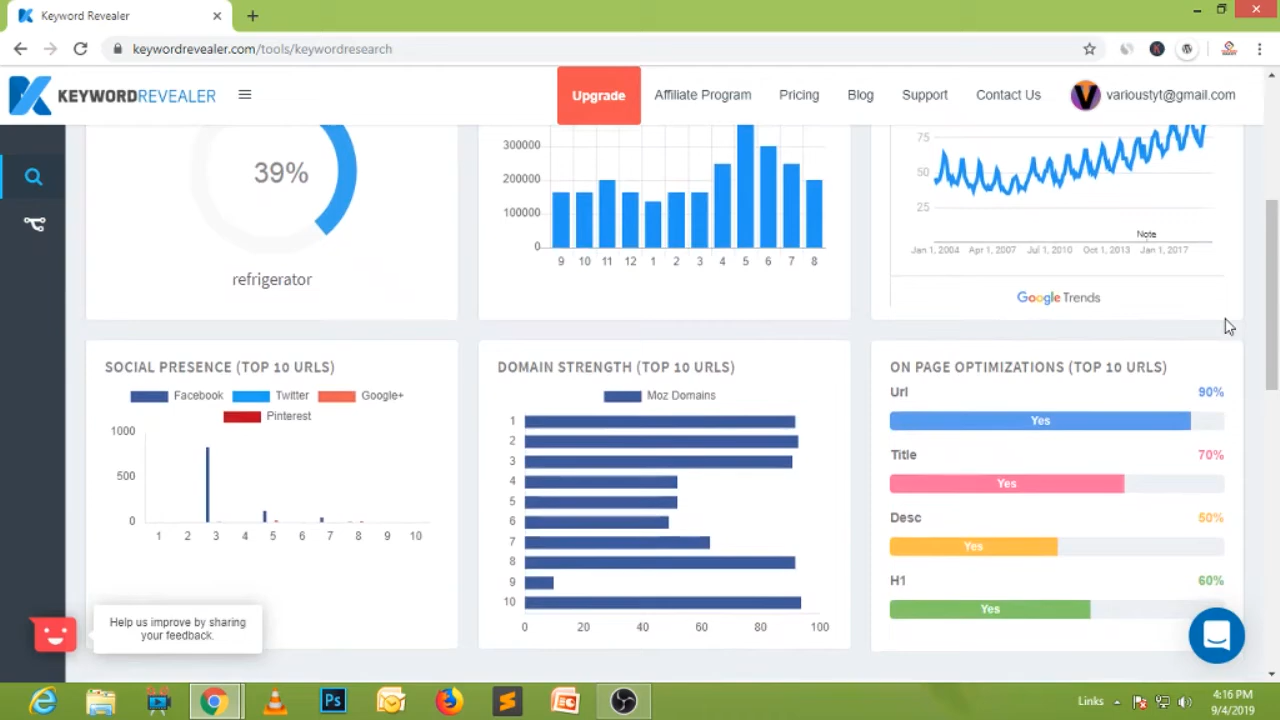 Keyword Revealer
keywordrevealer.com/tools/keywordresearch
KEYWORDREVEALER
Upgrade
Affiliate Program
Pricing
Blog
Support
Contact Us
V
varioustyt@gmail.com
39%
refrigerator
300000
200000
100000
0
9 10 11 12 1 2 3 4 5 6 7 8
75
50
25
Note
Jan 1, 2004 Apr 1, 2007 Jul 1, 2010 Oct 1, 2013 Jan 1, 2017
Google Trends
SOCIAL PRESENCE (TOP 10 URLS)
Facebook Twitter Google+
Pinterest
1000
500
0
1 2 3 4 5 6 7 8 9 10
DOMAIN STRENGTH (TOP 10 URLS)
Moz Domains
1
2
3
4
5
6
7
8
9
10
0 20 40 60 80 100
ON PAGE OPTIMIZATIONS (TOP 10 URLS)
Url 90%
Yes
Title 70%
Yes
Desc 50%
Yes
H1 60%
Yes
Help us improve by sharing
your feedback.
Ps
Links
4:16 PM
9/4/2019